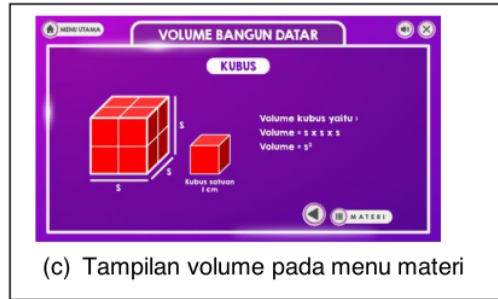 MENU UTAMA
VOLUME BANGUN DATAR
KUBUS
S
S
S
Kubus satuan
1 cm
Volume kubus yaitu :
Volume = s x s x s
Volume = s³
MATERI
(c) Tampilan volume pada menu materi